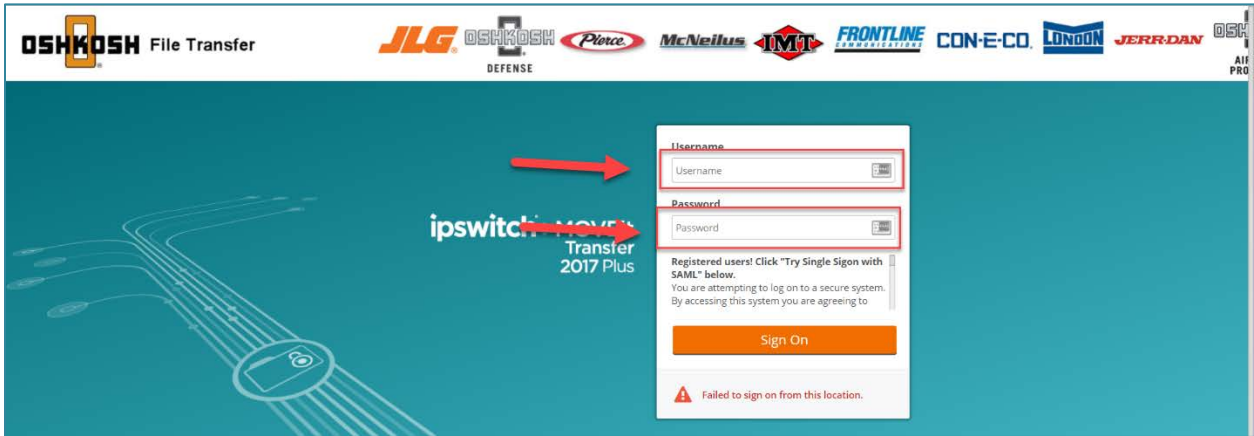 OSHKOSH File Transfer
JLG OSHKOSH Pierce McNeilus IMT FRONTLINE CON-E-CO. LONDON JERR-DAN OSH
DEFENSE COMMUNICATIONS AIR
PRO
Username
Username
Password
Password
ipswitch MOVEit
Transfer
2017 Plus
Registered users! Click "Try Single Sigon with
SAML" below.
You are attempting to log on to a secure system.
By accessing this system you are agreeing to
Sign On
Failed to sign on from this location.